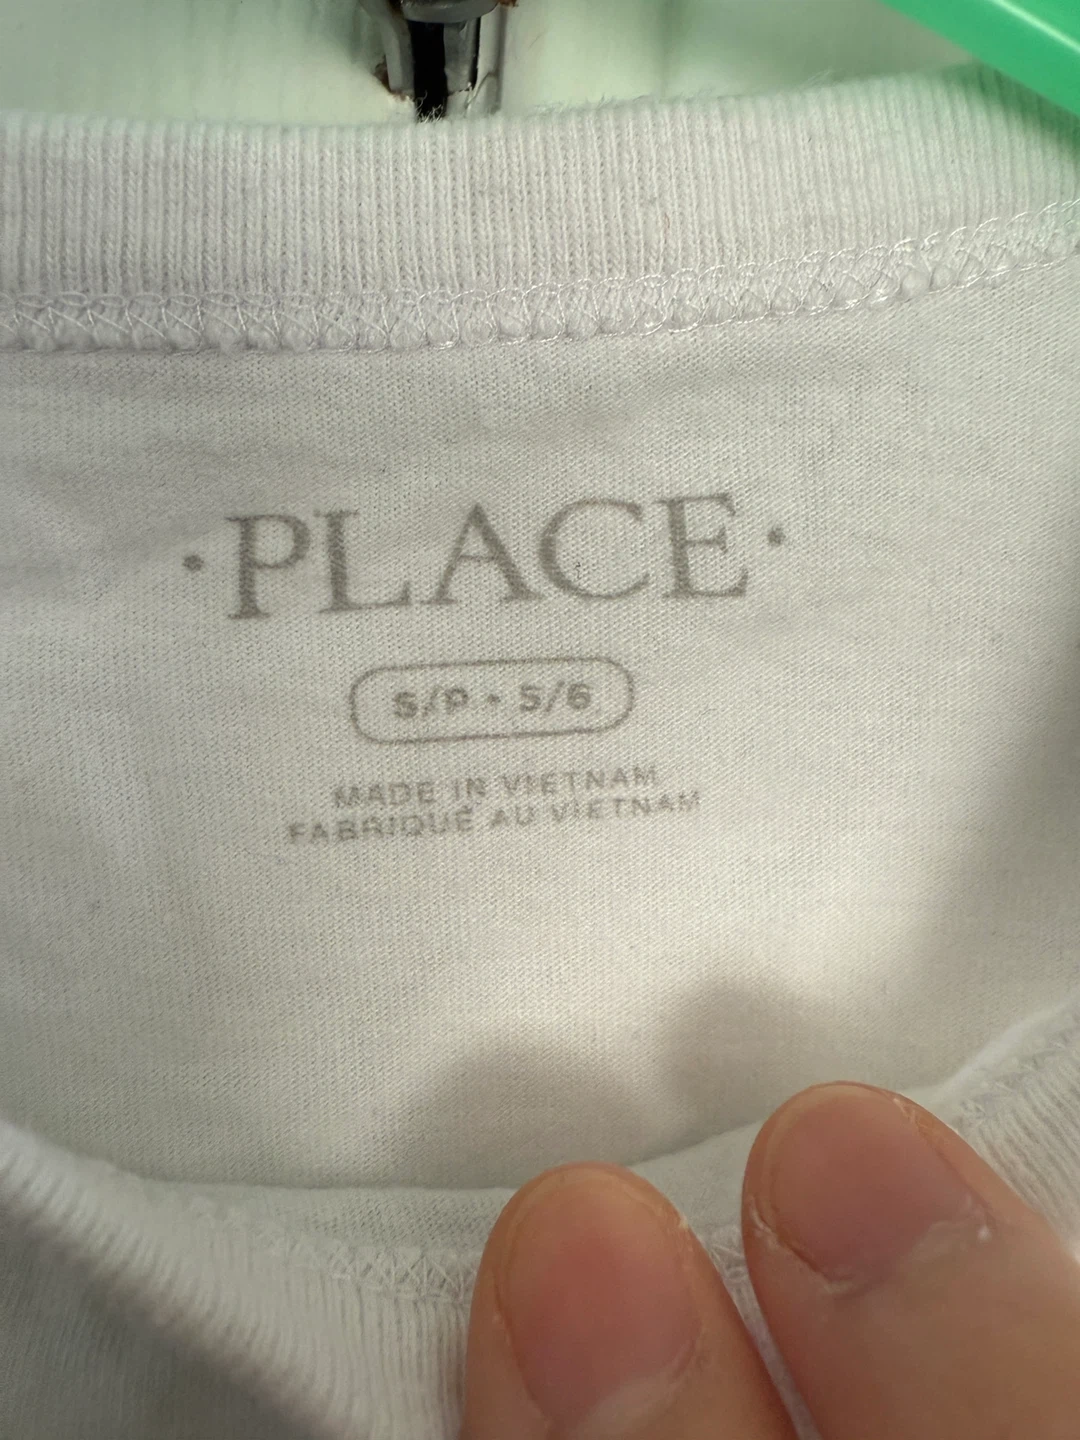 ·PLACE·
S/P • 5/6
MADE IN VIETNAM
FABRIQUÉ AU VIETNAM